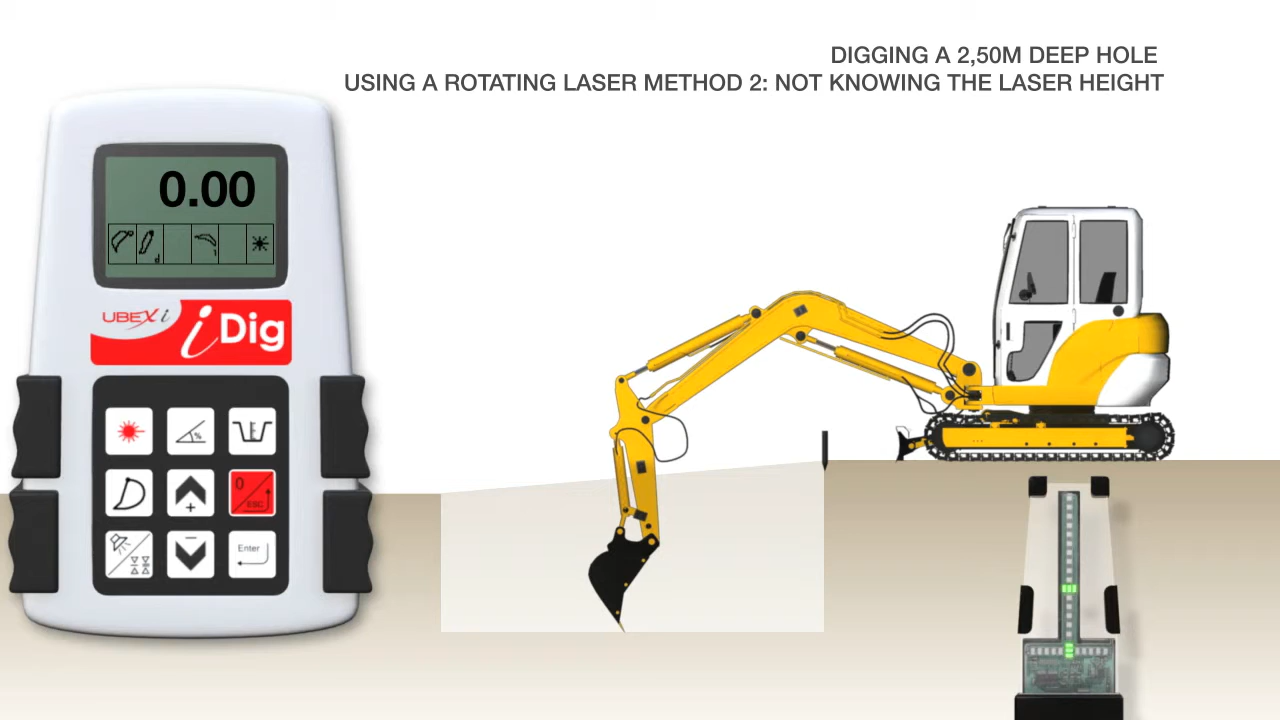 DIGGING A 2,50M DEEP HOLE
USING A ROTATING LASER METHOD 2: NOT KNOWING THE LASER HEIGHT
0.00
d
UBEXi
iDig
%
0
ESC
+
−
Enter